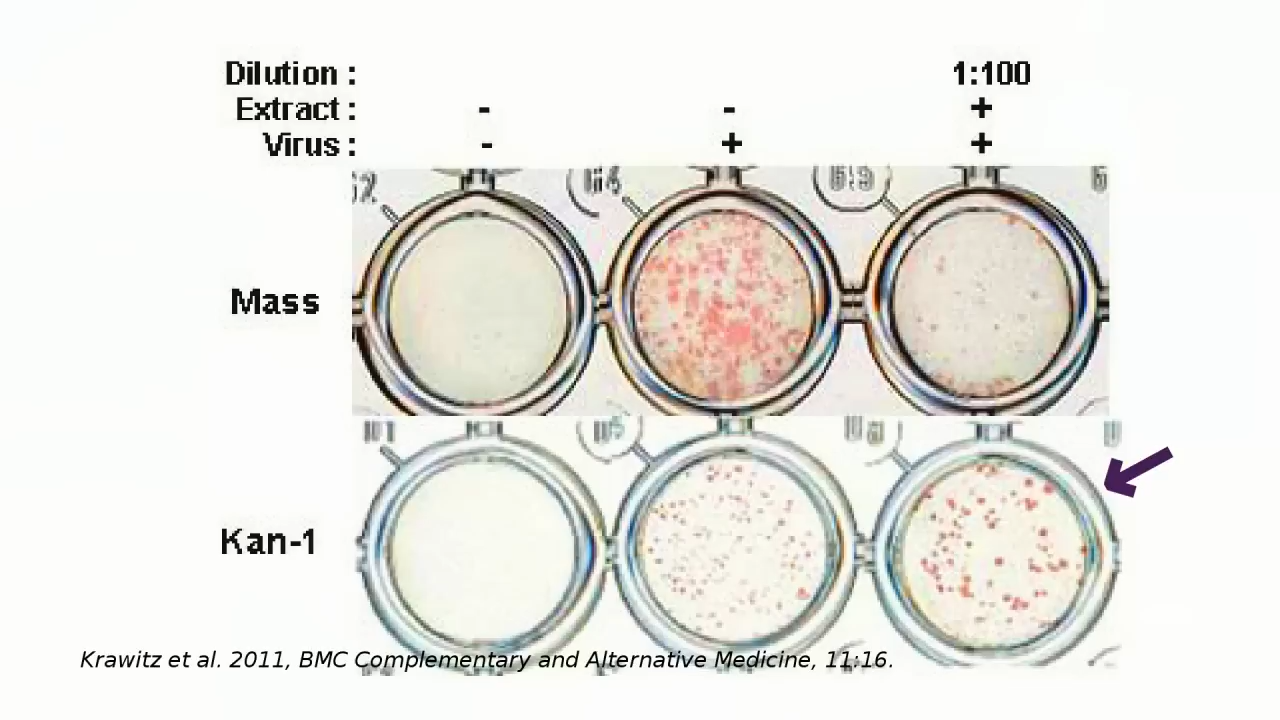 Dilution : 1:100
Extract : - - +
Virus : - + +
Mass
Kan-1
Krawitz et al. 2011, BMC Complementary and Alternative Medicine, 11:16.